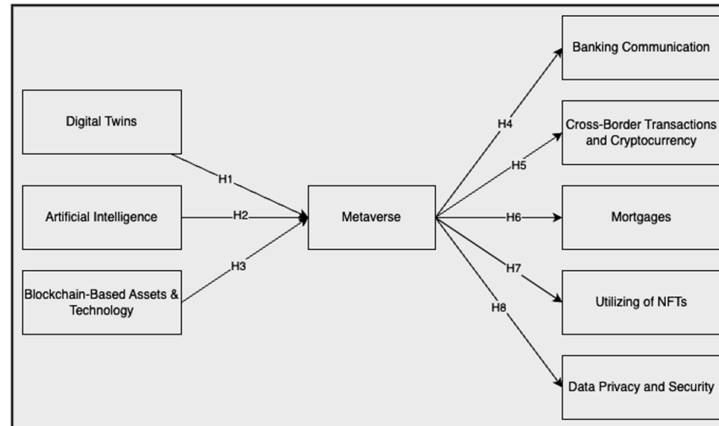 Digital Twins
Artificial Intelligence
Blockchain-Based Assets &
Technology
H1
H2
H3
Metaverse
H4
H5
H6
H7
H8
Banking Communication
Cross-Border Transactions
and Cryptocurrency
Mortgages
Utilizing of NFTs
Data Privacy and Security